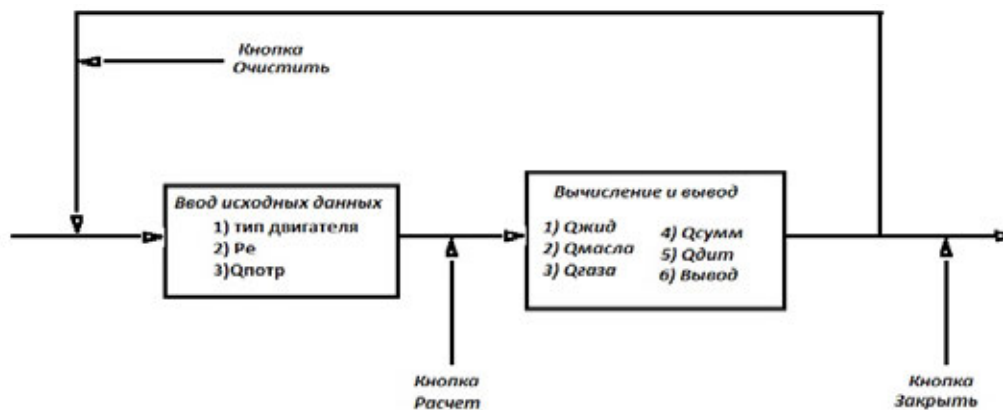 Кнопка
Очистить
Ввод исходных данных
1) тип двигателя
2) Ре
3)Qпотр
Вычисление и вывод
1) Qжид
2) Qмасла
3) Qгаза
4) Qсумм
5) Qдит
6) Вывод
Кнопка
Расчет
Кнопка
Закрыть